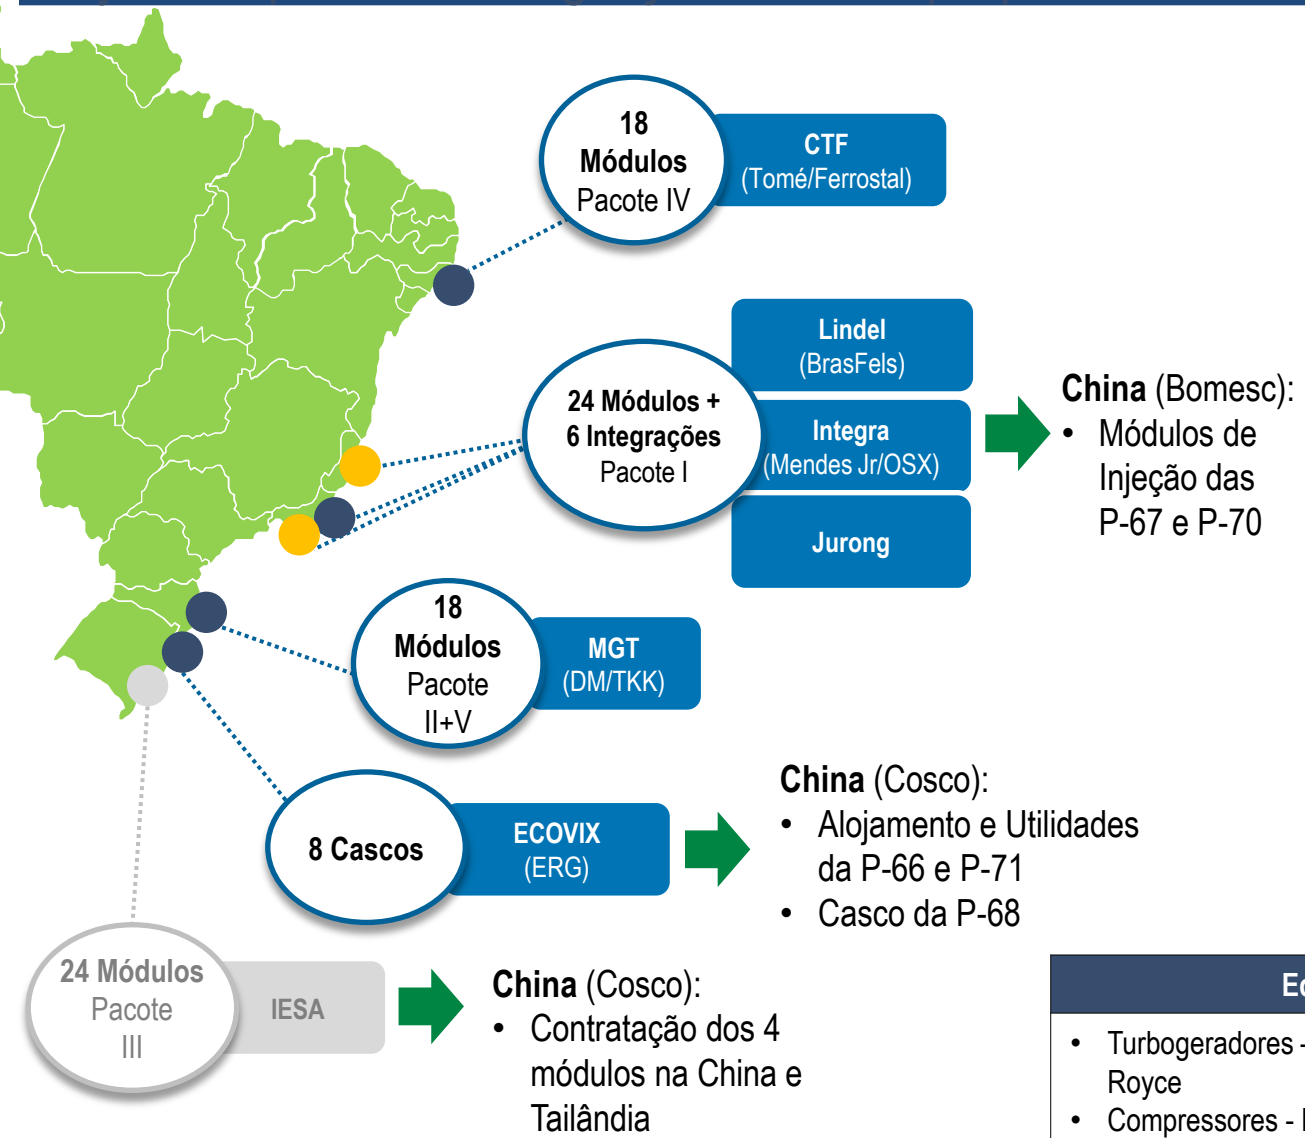 18
Módulos
Pacote IV
CTF
(Tomé/Ferrostal)
24 Módulos +
6 Integrações
Pacote I
Lindel
(BrasFels)
Integra
(Mendes Jr/OSX)
Jurong
China (Bomesc):
• Módulos de
Injeção das
P-67 e P-70
18
Módulos
Pacote
II+V
MGT
(DM/TKK)
8 Cascos
ECOVIX
(ERG)
China (Cosco):
• Alojamento e Utilidades
da P-66 e P-71
• Casco da P-68
24 Módulos
Pacote
III
IESA
China (Cosco):
• Contratação dos 4
módulos na China e
Tailândia
• Turbogeradores -
Royce
• Compressores -